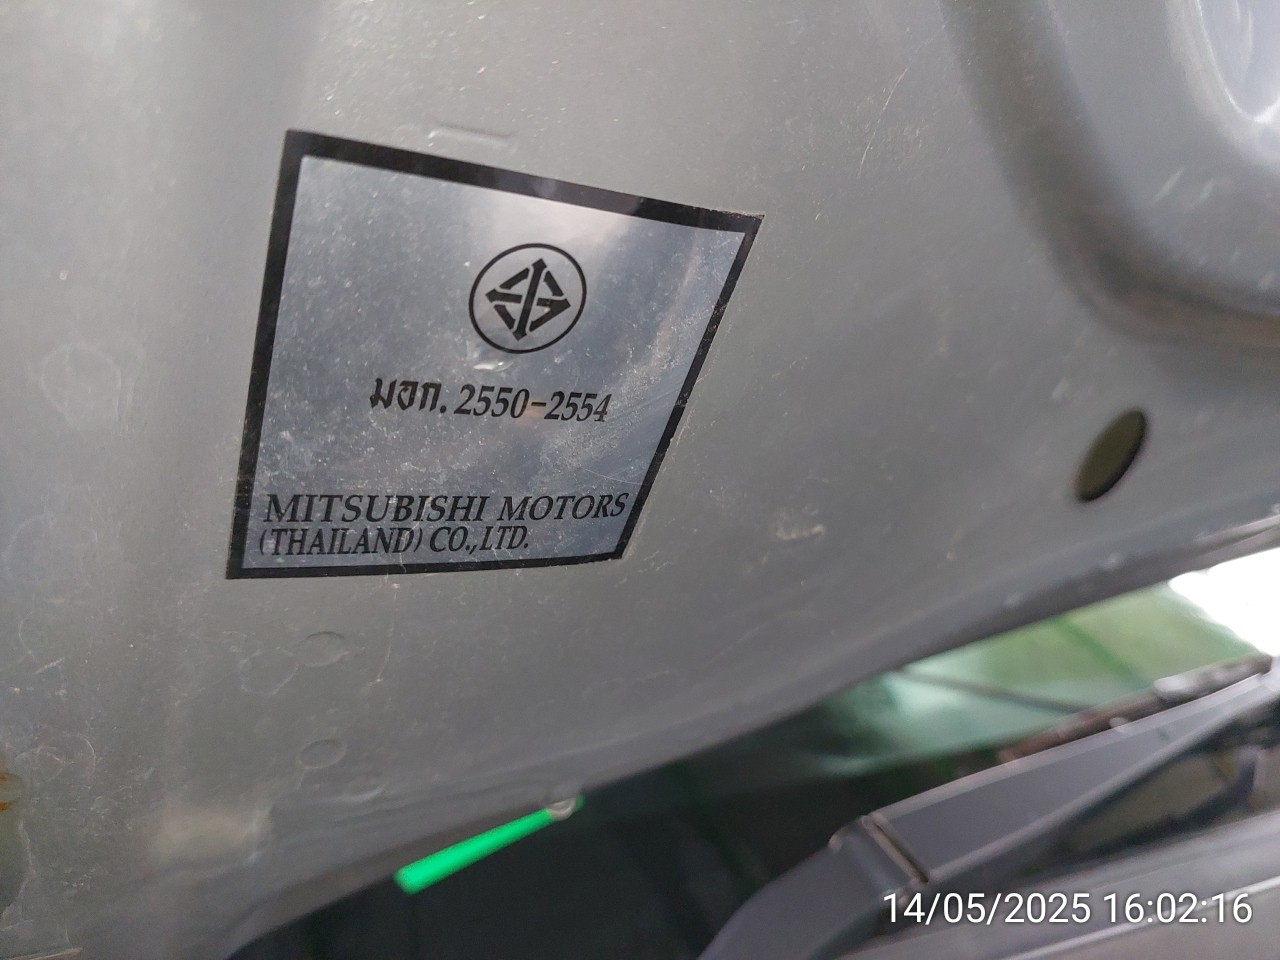 มอก. 2550-2554
MITSUBISHI MOTORS
(THAILAND) CO., LTD.
14/05/2025 16:02:16